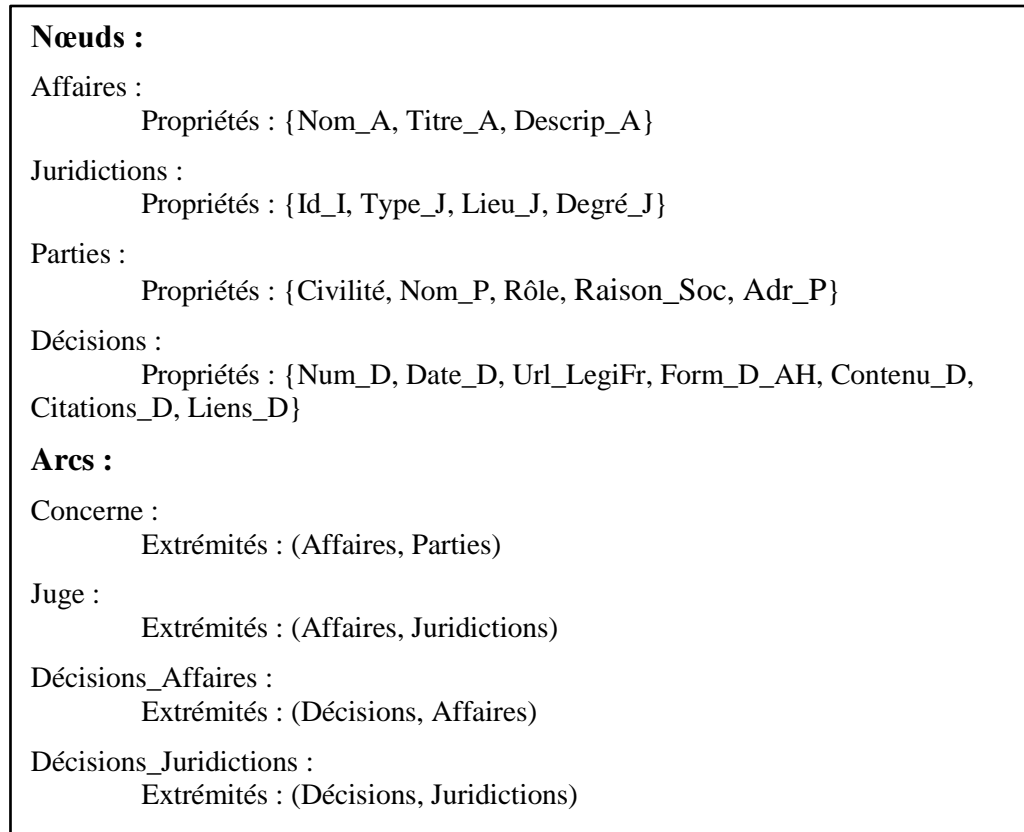 Nœuds :
Affaires :
Propriétés : {Nom_A, Titre_A, Descrip_A}
Juridictions :
Propriétés : {Id_I, Type_J, Lieu_J, Degré_J}
Parties :
Propriétés : {Civilité, Nom_P, Rôle, Raison_Soc, Adr_P}
Décisions :
Propriétés : {Num_D, Date_D, Url_LegiFr, Form_D_AH, Contenu_D,
Citations_D, Liens_D}
Arcs :
Concerne :
Extrémités : (Affaires, Parties)
Juge :
Extrémités : (Affaires, Juridictions)
Décisions_Affaires :
Extrémités : (Décisions, Affaires)
Décisions_Juridictions :
Extrémités : (Décisions, Juridictions)